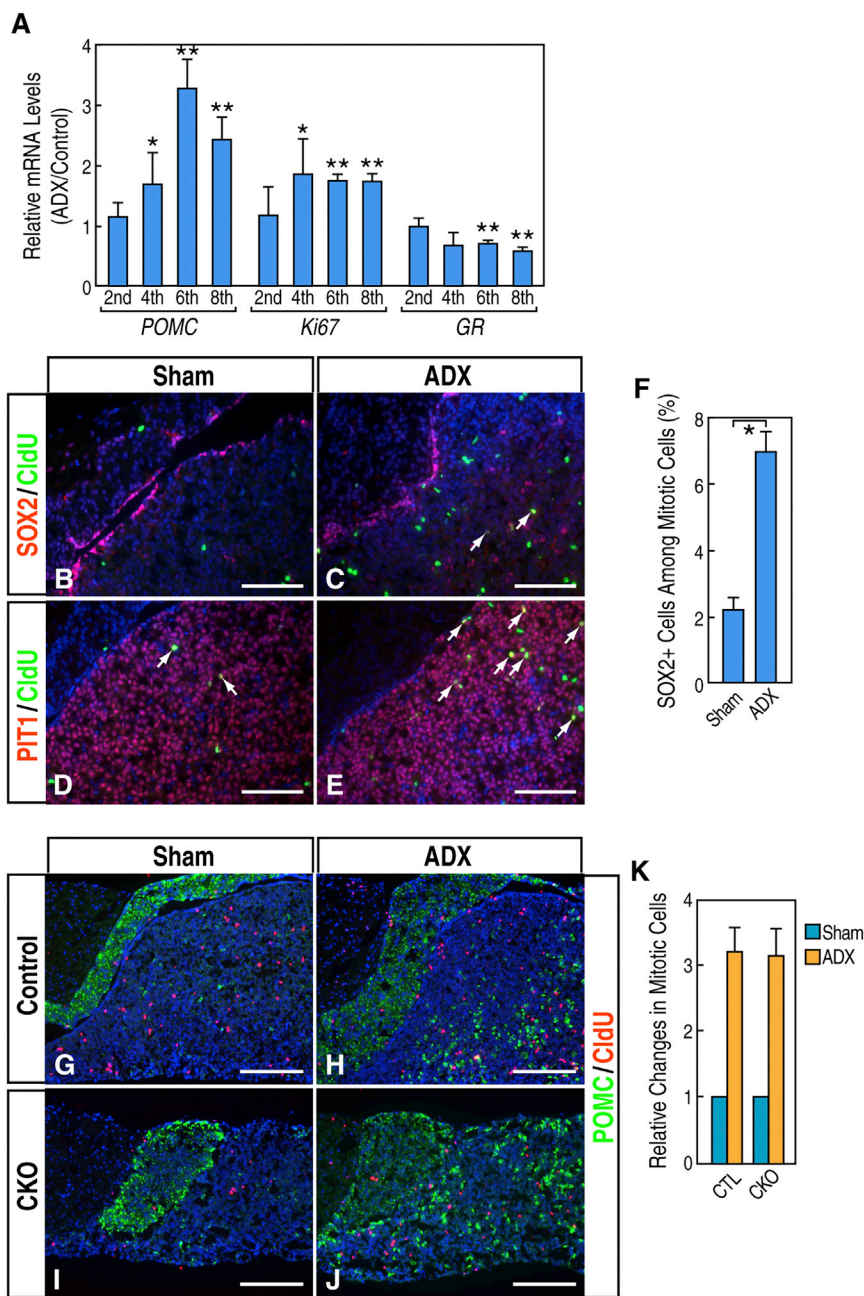 A
Relative mRNA Levels
(ADX/Control)
4
3
2
1
0
* ** **
* ** **
** **
2nd 4th 6th 8th 2nd 4th 6th 8th 2nd 4th 6th 8th
POMC Ki67 GR
Sham ADX
SOX2/CldU
B C
PIT1/CldU
D E
F
SOX2+ Cells Among Mitotic Cells (%)
8
6
4
2
0
*
Sham ADX
Sham ADX
Control
G H
CKO
I J
POMC/CldU
K
Relative Changes in Mitotic Cells
4
3
2
1
0
CTL CKO
Sham
ADX